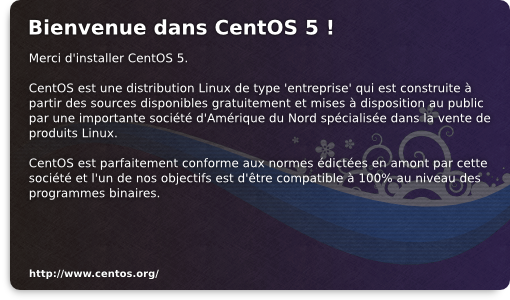 Bienvenue dans CentOS 5 !
Merci d'installer CentOS 5.
CentOS est une distribution Linux de type 'entreprise' qui est construite à
partir des sources disponibles gratuitement et mises à disposition au public
par une importante société d'Amérique du Nord spécialisée dans la vente de
produits Linux.
CentOS est parfaitement conforme aux normes édictées en amont par cette
société et l'un de nos objectifs est d'être compatible à 100% au niveau des
programmes binaires.
http://www.centos.org/